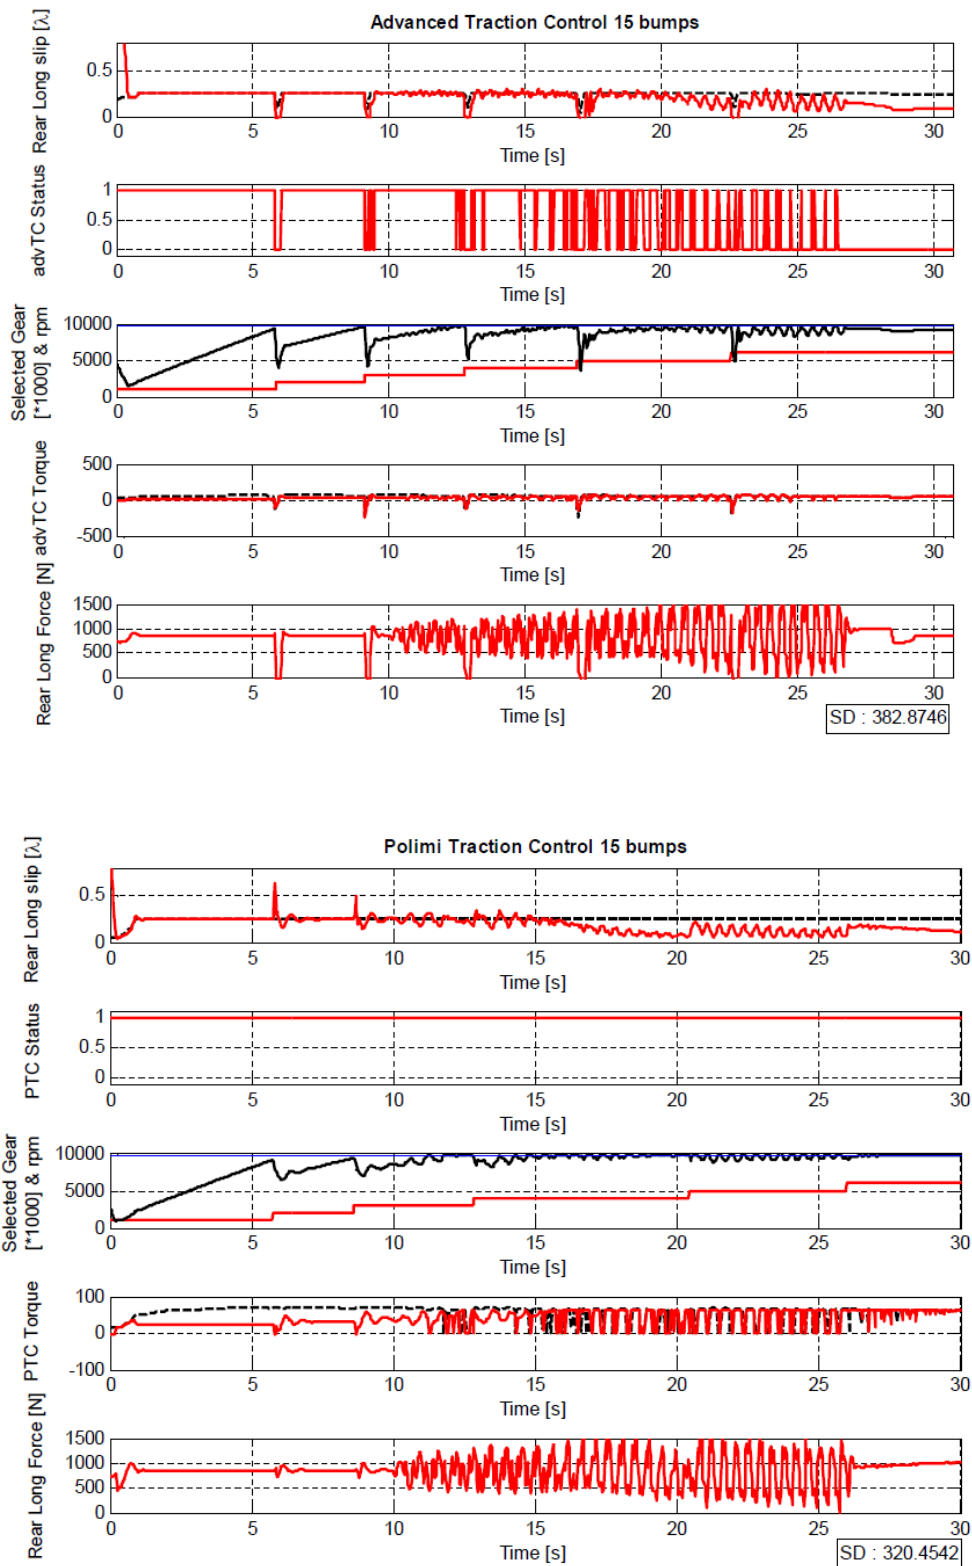 Advanced Traction Control 15 bumps
Rear Long slip [λ]
0.5
0
0 5 10 15 20 25 30
Time [s]
advTC Status
1
0.5
0
0 5 10 15 20 25 30
Time [s]
Selected Gear
[*1000] & rpm
10000
5000
0
0 5 10 15 20 25 30
Time [s]
advTC Torque
500
0
-500
0 5 10 15 20 25 30
Time [s]
Rear Long Force [N]
1500
1000
500
0
0 5 10 15 20 25 30
Time [s]
SD : 382.8746
Polimi Traction Control 15 bumps
Rear Long slip [λ]
0.5
0
0 5 10 15 20 25 30
Time [s]
PTC Status
1
0.5
0
0 5 10 15 20 25 30
Time [s]
Selected Gear
[*1000] & rpm
10000
5000
0
0 5 10 15 20 25 30
Time [s]
PTC Torque
100
0
-100
0 5 10 15 20 25 30
Time [s]
Rear Long Force [N]
1500
1000
500
0
0 5 10 15 20 25 30
Time [s]
SD : 320.4542